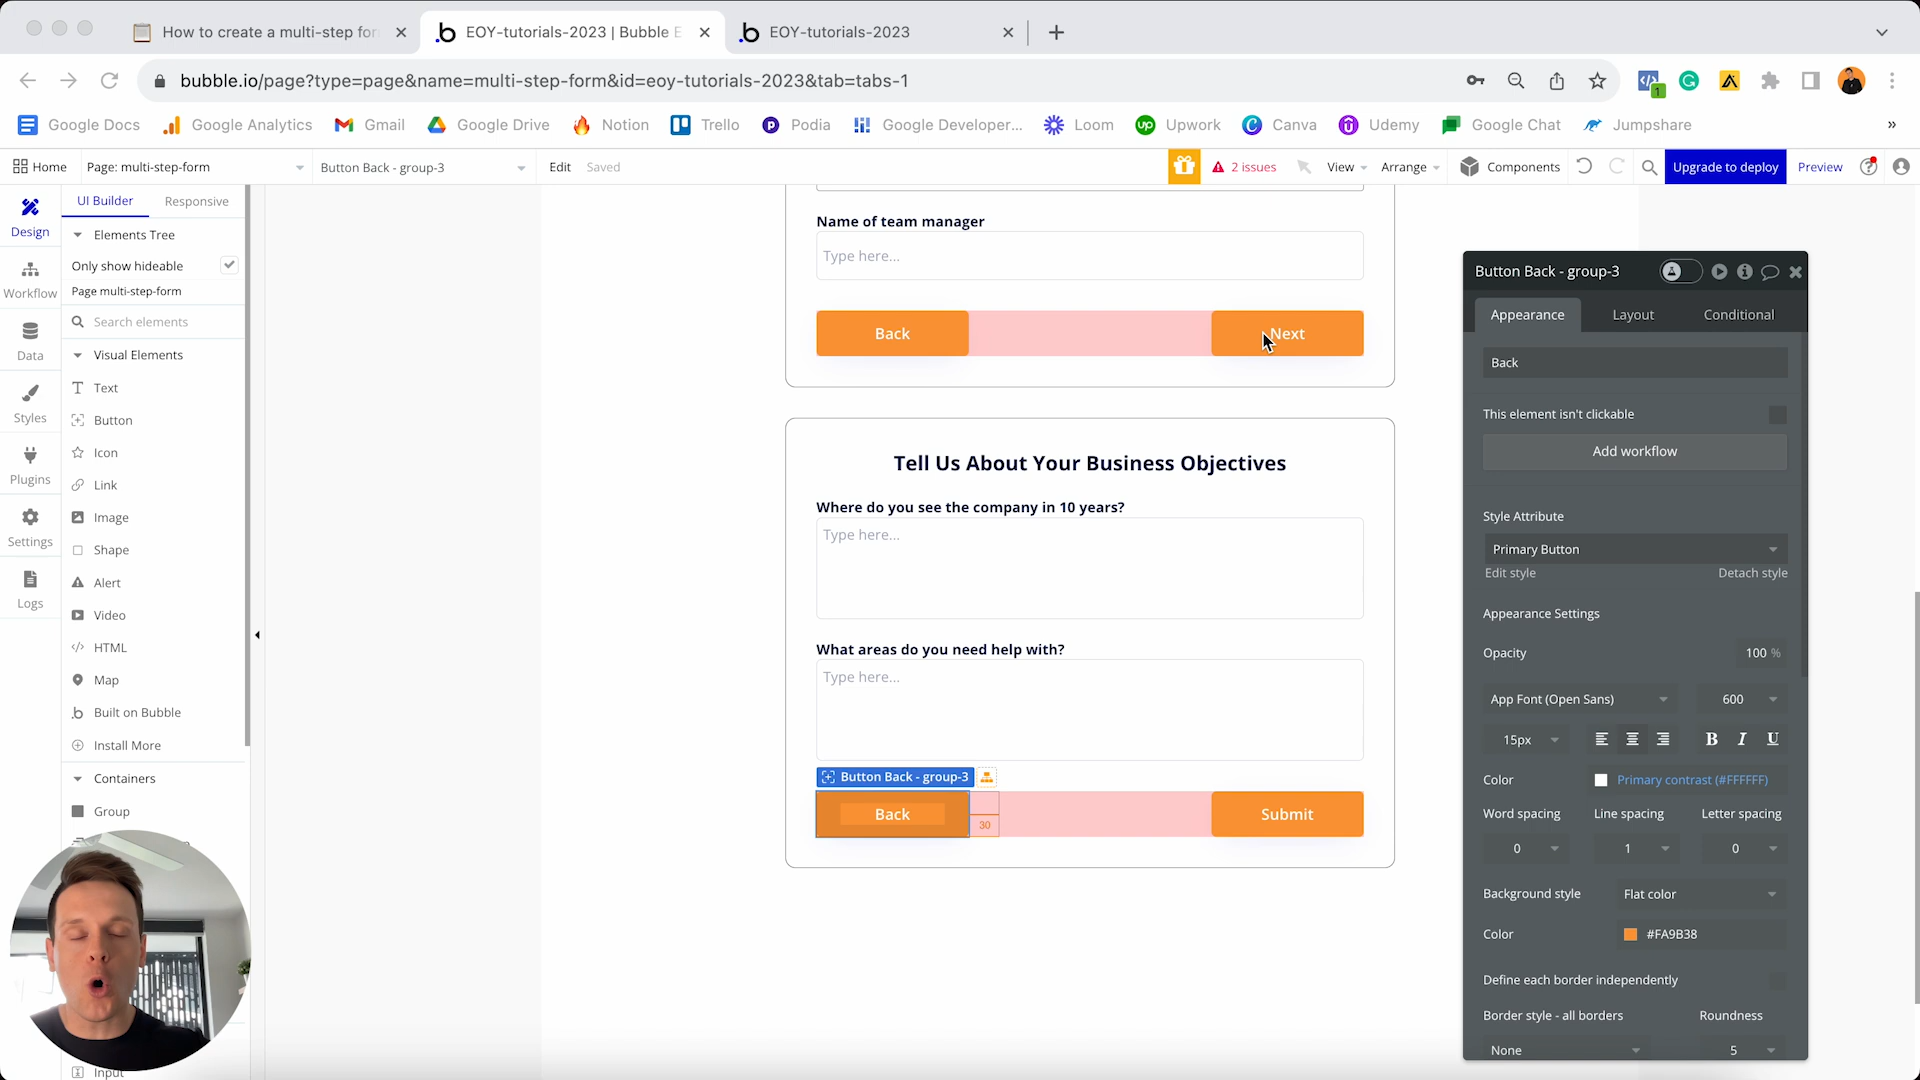 How to create a multi-step for
EOY-tutorials-2023 | Bubble E
EOY-tutorials-2023
bubble.io/page?type=page&name=multi-step-form&id=eoy-tutorials-2023&tab=tabs-1
1
Google Docs
Google Analytics
Gmail
Google Drive
Notion
Trello
Podia
Google Developer...
Loom
Upwork
Canva
Udemy
Google Chat
Jumpshare
»
Home
Page: multi-step-form
Button Back - group-3
Edit
Saved
2 issues
View
Arrange
Components
Upgrade to deploy
Preview
Design
Workflow
Data
Styles
Plugins
Settings
Logs
UI Builder
Responsive
Elements Tree
Only show hideable
Page multi-step-form
Search elements
Visual Elements
Text
Button
Icon
Link
Image
Shape
Alert
Video
HTML
Map
Built on Bubble
Install More
Containers
Group
Input
Name of team manager
Type here...
Back
Next
Tell Us About Your Business Objectives
Where do you see the company in 10 years?
Type here...
What areas do you need help with?
Type here...
Button Back - group-3
Back
30
Submit
Button Back - group-3
Appearance
Layout
Conditional
Back
This element isn't clickable
Add workflow
Style Attribute
Primary Button
Edit style
Detach style
Appearance Settings
Opacity
100 %
App Font (Open Sans)
600
15px
B I U
Color
Primary contrast (#FFFFFF)
Word spacing
Line spacing
Letter spacing
0
1
0
Background style
Flat color
Color
#FA9B38
Define each border independently
Border style - all borders
Roundness
None
5